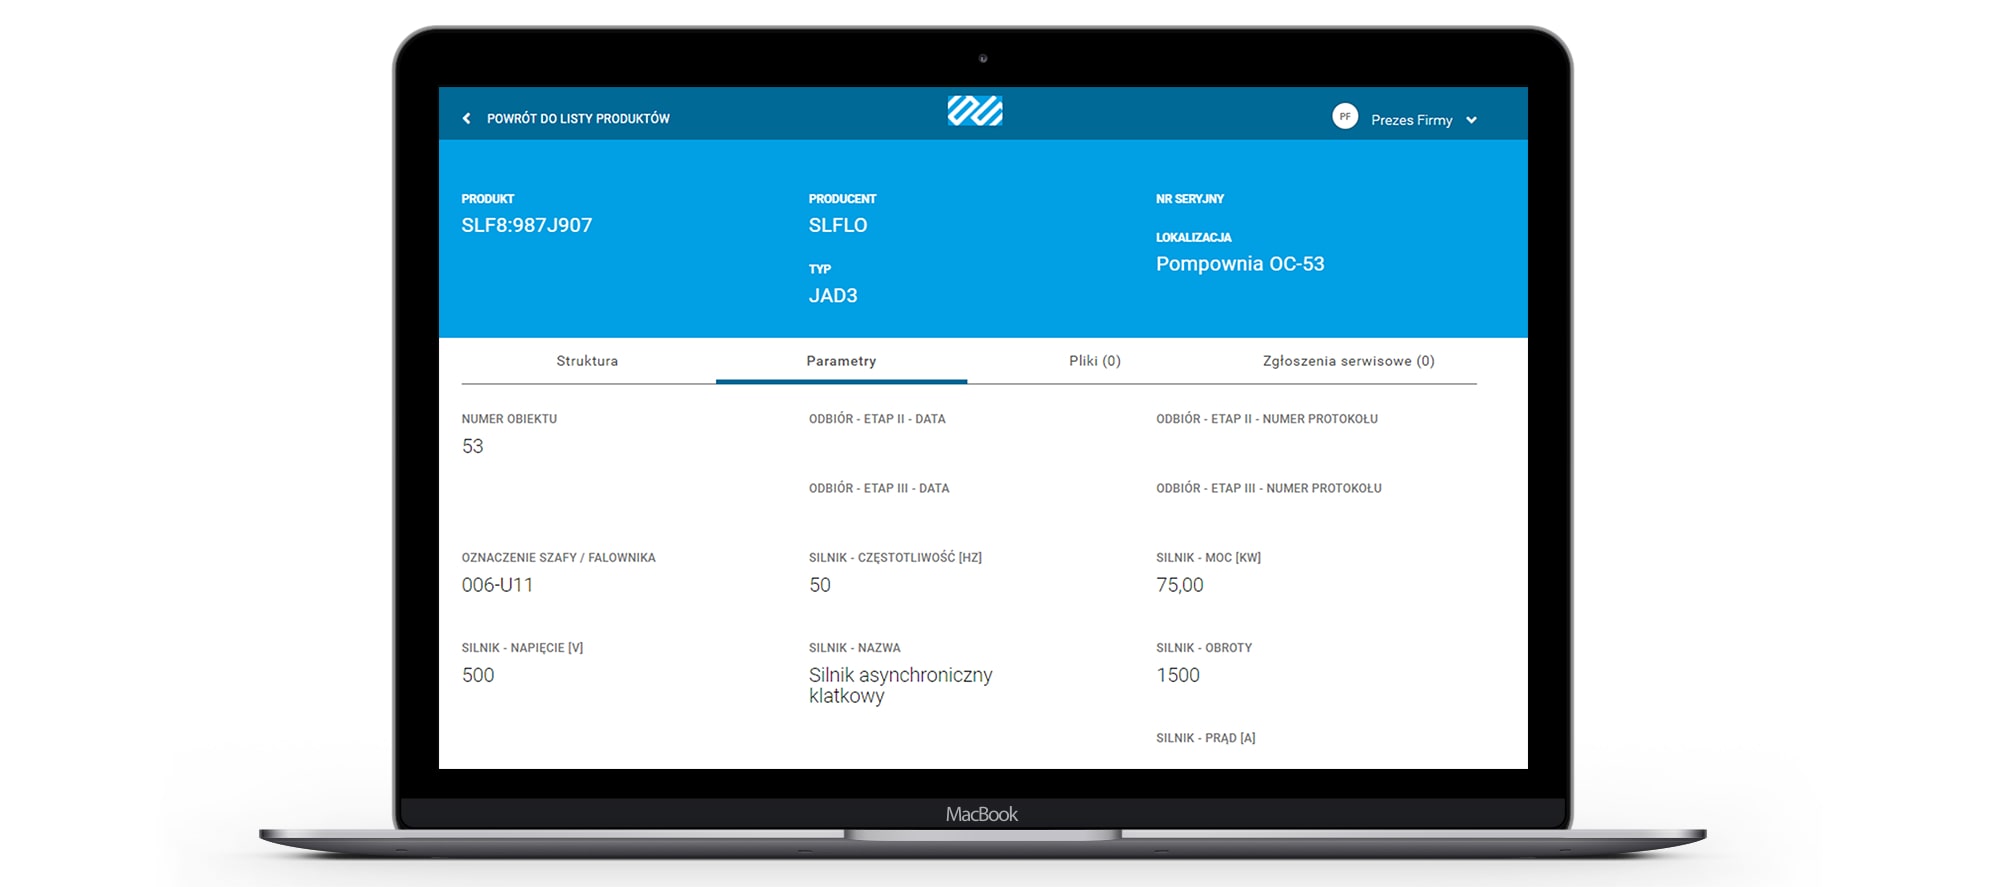 POWRÓT DO LISTY PRODUKTÓW
PF
Prezes Firmy
PRODUKT
SLF8:987J907
PRODUCENT
SLFLO
TYP
JAD3
NR SERYJNY
LOKALIZACJA
Pompownia OC-53
Struktura
Parametry
Pliki (0)
Zgłoszenia serwisowe (0)
NUMER OBIEKTU
53
ODBIÓR - ETAP II - DATA
ODBIÓR - ETAP II - NUMER PROTOKOŁU
ODBIÓR - ETAP III - DATA
ODBIÓR - ETAP III - NUMER PROTOKOŁU
OZNACZENIE SZAFY / FALOWNIKA
006-U11
SILNIK - CZĘSTOTLIWOŚĆ [HZ]
50
SILNIK - MOC [KW]
75,00
SILNIK - NAPIĘCIE [V]
500
SILNIK - NAZWA
Silnik asynchroniczny
klatkowy
SILNIK - OBROTY
1500
SILNIK - PRĄD [A]
MacBook